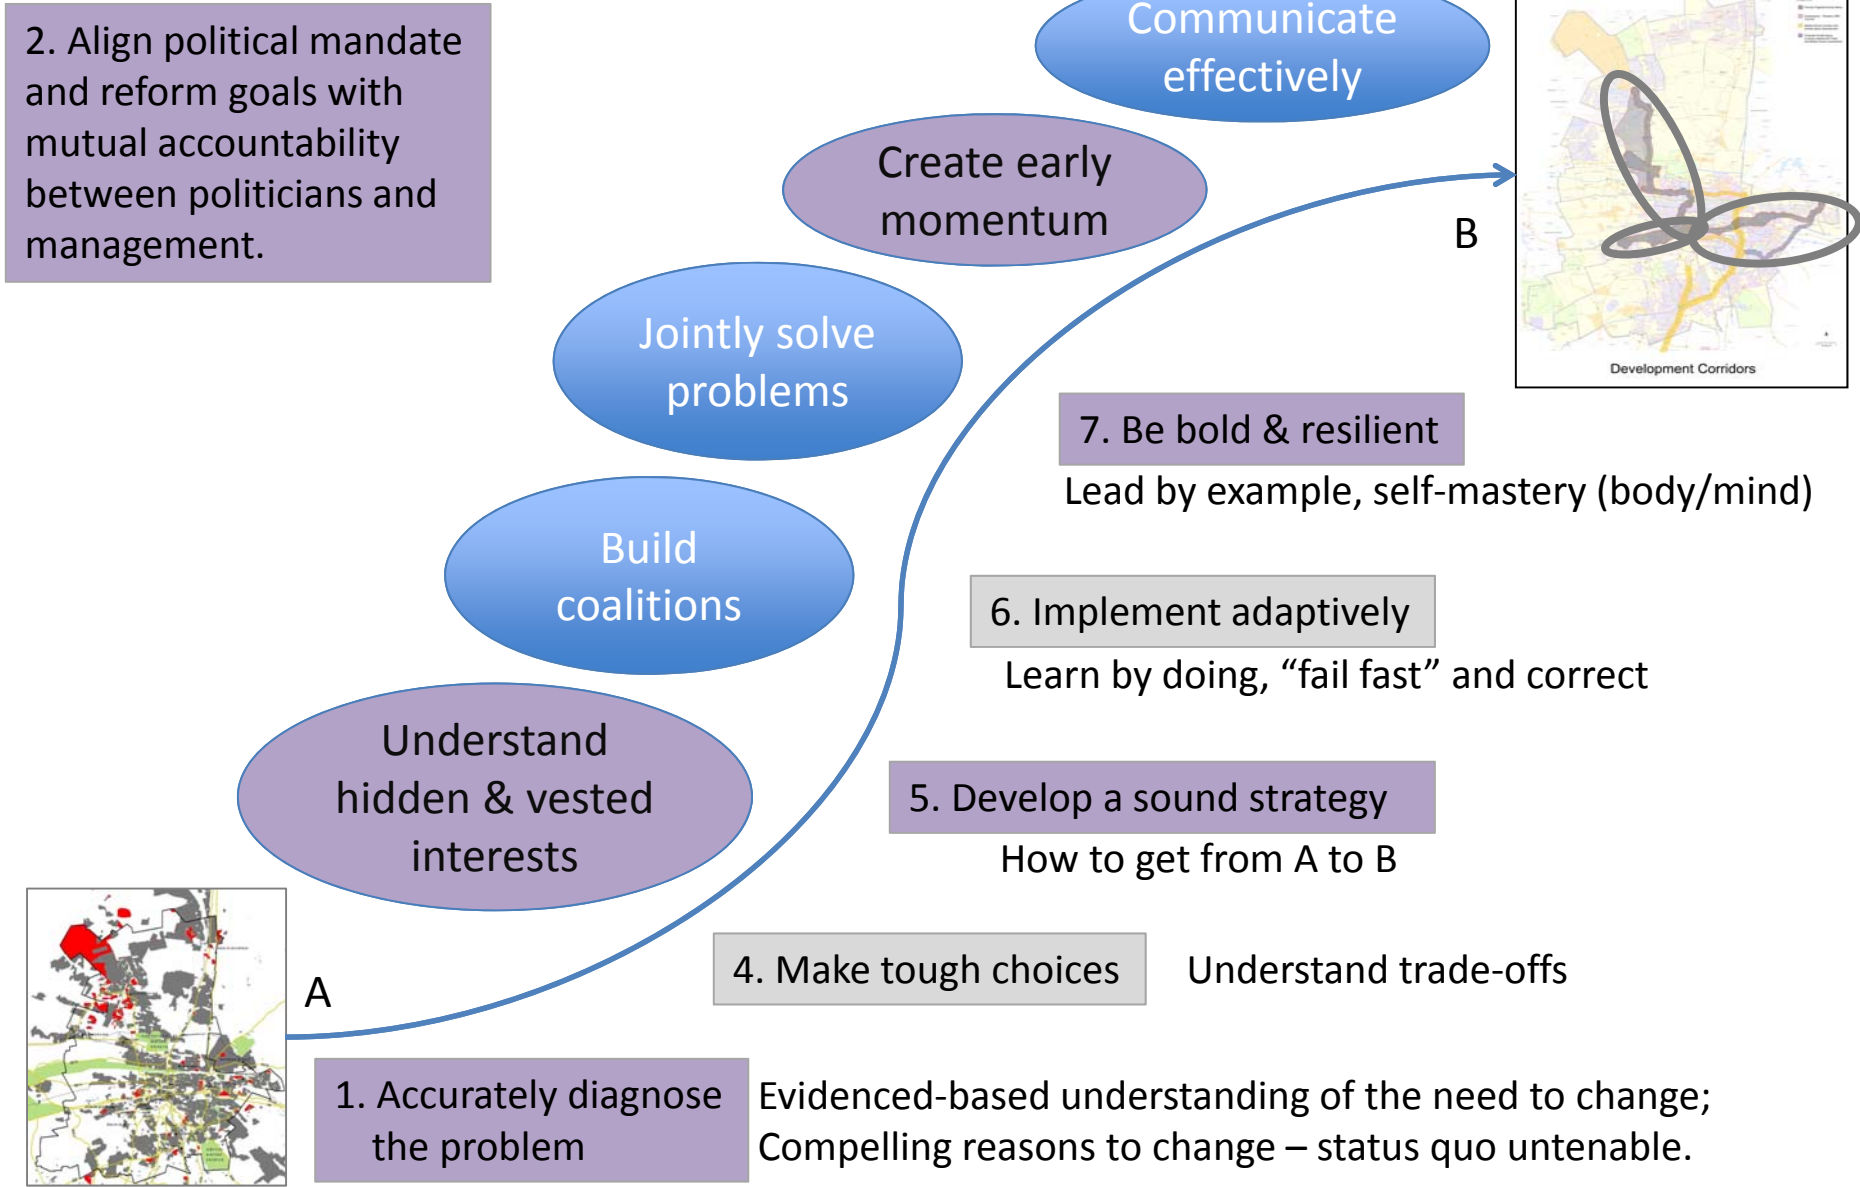 2. Align political mandate
and reform goals with
mutual accountability
between politicians and
management.
Communicate
effectively
Create early
momentum
B
Jointly solve
problems
Development Corridors
7. Be bold & resilient
Lead by example, self-mastery (body/mind)
Build
coalitions
6. Implement adaptively
Learn by doing, “fail fast” and correct
Understand
hidden & vested
interests
5. Develop a sound strategy
How to get from A to B
4. Make tough choices
Understand trade-offs
A
1. Accurately diagnose
the problem
Evidenced-based understanding of the need to change;
Compelling reasons to change – status quo untenable.